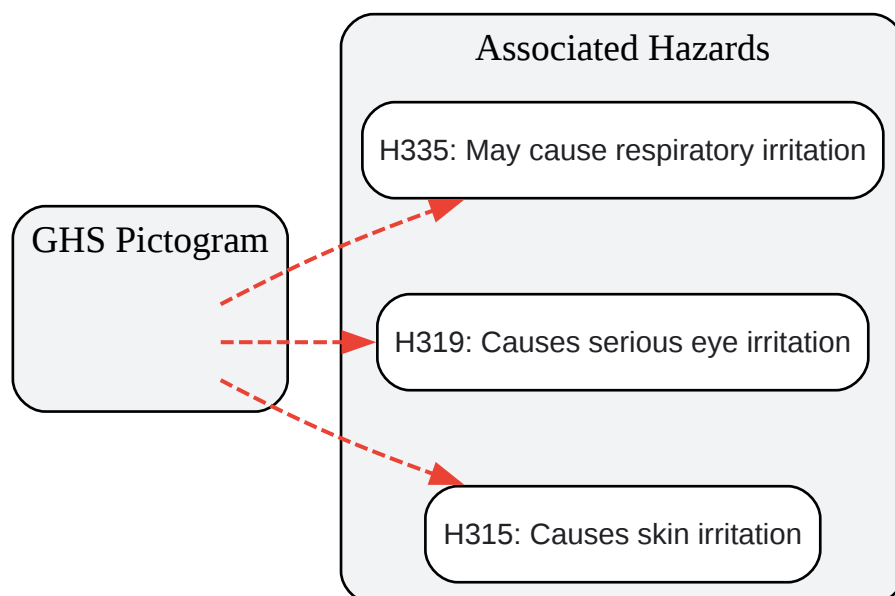 Associated Hazards
H335: May cause respiratory irritation
GHS Pictogram
H319: Causes serious eye irritation
H315: Causes skin irritation